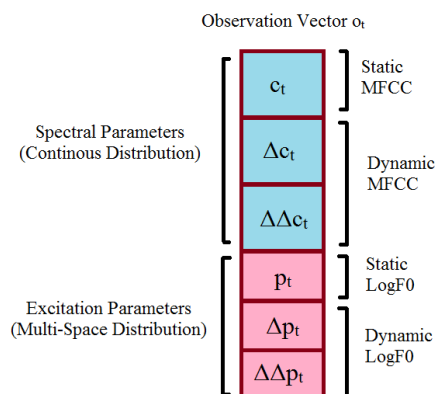 Observation Vector oₜ
Static
MFCC
cₜ
Spectral Parameters
(Continous Distribution)
Δcₜ
Dynamic
MFCC
ΔΔcₜ
Static
LogF0
pₜ
Excitation Parameters
(Multi-Space Distribution)
Δpₜ
Dynamic
LogF0
ΔΔpₜ